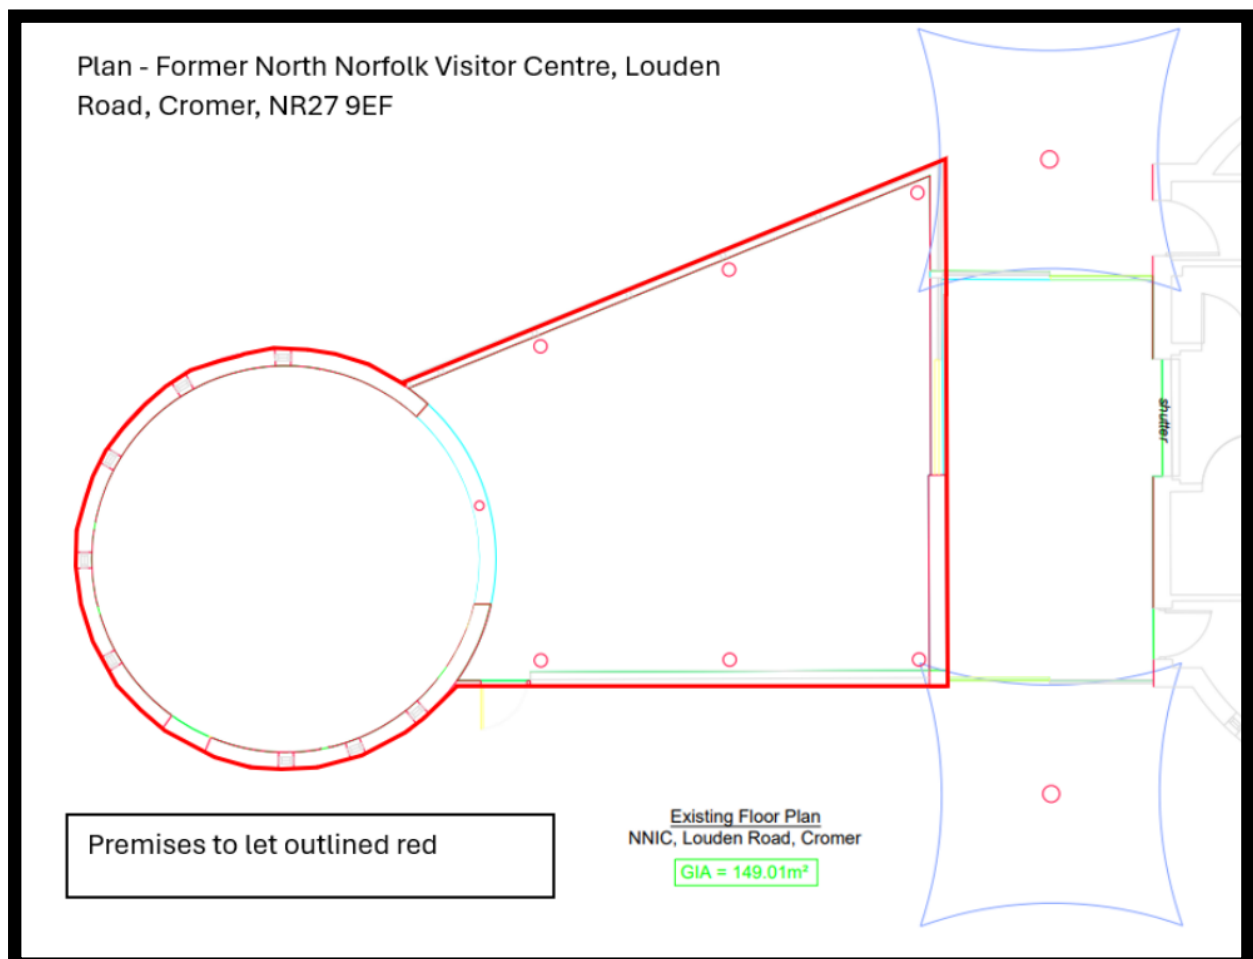 Plan - Former North Norfolk Visitor Centre, Louden
Road, Cromer, NR27 9EF
shutter
Premises to let outlined red
Existing Floor Plan
NNIC, Louden Road, Cromer
GIA = 149.01m²